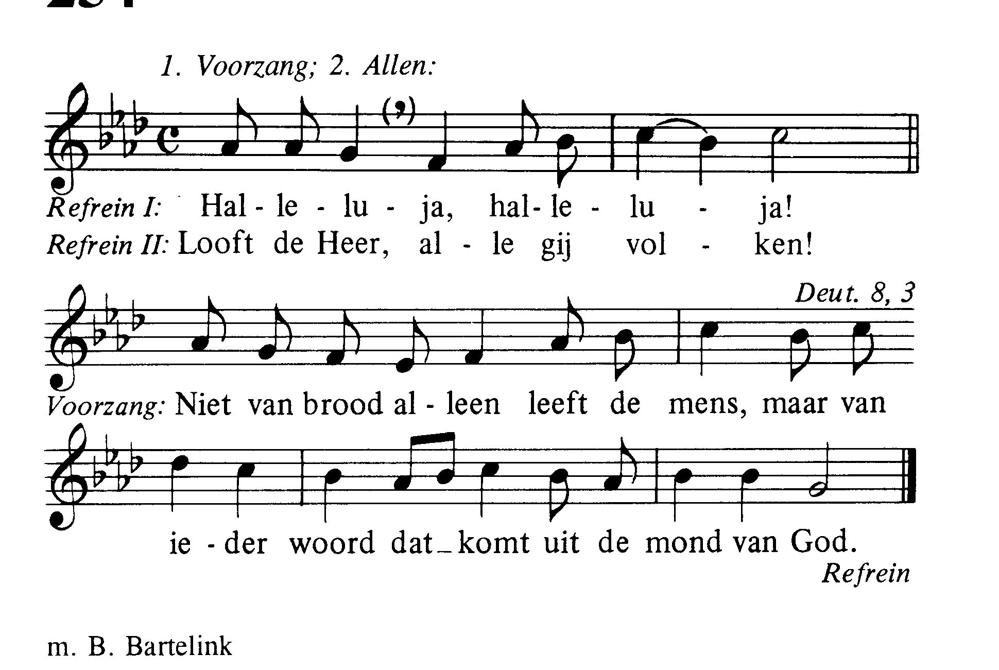 1. Voorzang; 2. Allen:
Refrein I: Hal - le - lu - ja, hal - le - lu - ja!
Refrein II: Looft de Heer, al - le gij vol - ken!
Deut. 8, 3
Voorzang: Niet van brood al - leen leeft de mens, maar van
ie - der woord dat_komt uit de mond van God.
Refrein
m. B. Bartelink